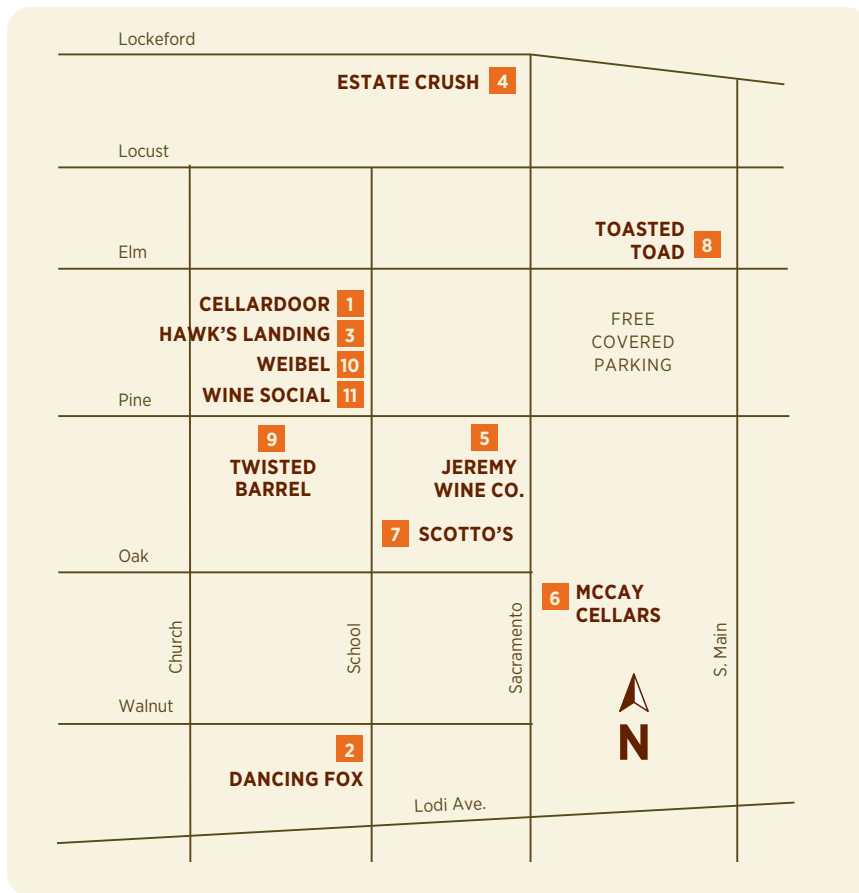 Lockeford
ESTATE CRUSH 4
Locust
TOASTED
TOAD 8
Elm
CELLARDOOR 1
HAWK’S LANDING 3
WEIBEL 10
WINE SOCIAL 11
FREE
COVERED
PARKING
Pine
9
TWISTED
BARREL
5
JEREMY
WINE CO.
7 SCOTTO’S
Oak
6 MCCAY
CELLARS
Church
School
Sacramento
S. Main
Walnut
N
2
DANCING FOX
Lodi Ave.